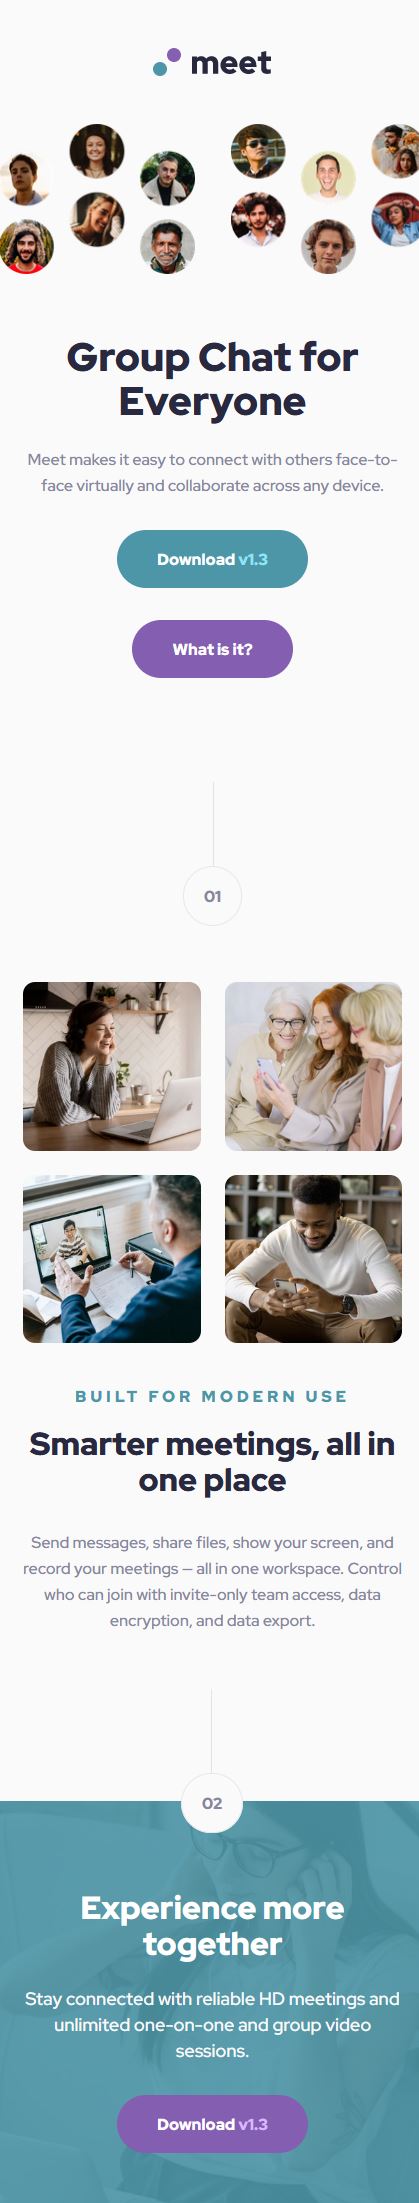 meet
Group Chat for
Everyone
Meet makes it easy to connect with others face-to-
face virtually and collaborate across any device.
Download v1.3
What is it?
01
BUILT FOR MODERN USE
Smarter meetings, all in
one place
Send messages, share files, show your screen, and
record your meetings — all in one workspace. Control
who can join with invite-only team access, data
encryption, and data export.
02
Experience more
together
Stay connected with reliable HD meetings and
unlimited one-on-one and group video
sessions.
Download v1.3